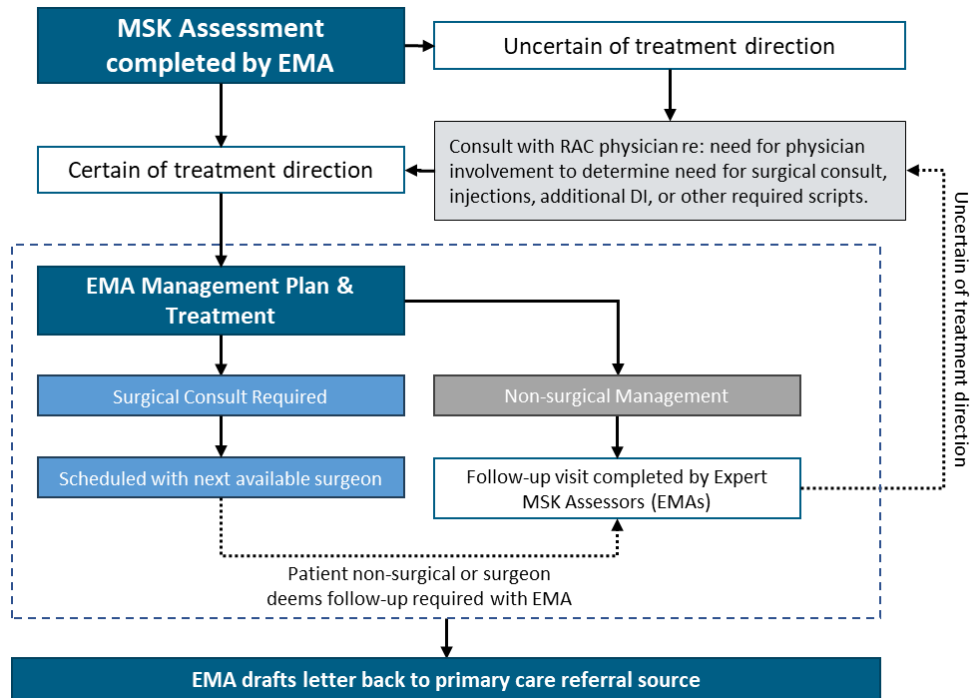 MSK Assessment
completed by EMA
Uncertain of treatment direction
Certain of treatment direction
Consult with RAC physician re: need for physician
involvement to determine need for surgical consult,
injections, additional DI, or other required scripts.
Uncertain of treatment direction
EMA Management Plan &
Treatment
Surgical Consult Required
Non-surgical Management
Scheduled with next available surgeon
Follow-up visit completed by Expert
MSK Assessors (EMAs)
Patient non-surgical or surgeon
deems follow-up required with EMA
EMA drafts letter back to primary care referral source